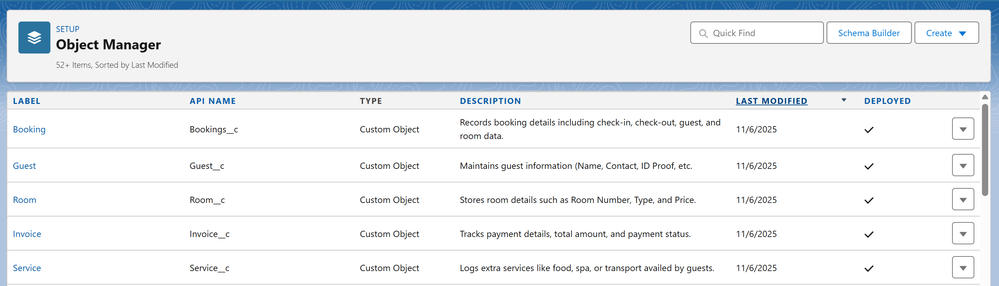 SETUP
Object Manager
52+ Items, Sorted by Last Modified
Quick Find
Schema Builder
Create
LABEL API NAME TYPE DESCRIPTION LAST MODIFIED DEPLOYED
Booking Bookings__c Custom Object Records booking details including check-in, check-out, guest, and room data. 11/6/2025
Guest Guest__c Custom Object Maintains guest information (Name, Contact, ID Proof, etc. 11/6/2025
Room Room__c Custom Object Stores room details such as Room Number, Type, and Price. 11/6/2025
Invoice Invoice__c Custom Object Tracks payment details, total amount, and payment status. 11/6/2025
Service Service__c Custom Object Logs extra services like food, spa, or transport availed by guests. 11/6/2025